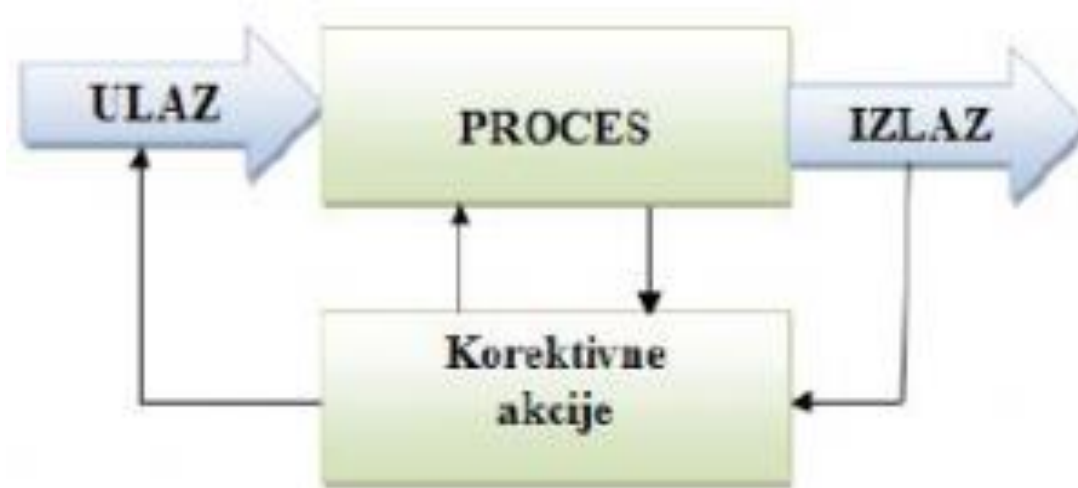 ULAZ
PROCES
IZLAZ
Korektivne
akcije